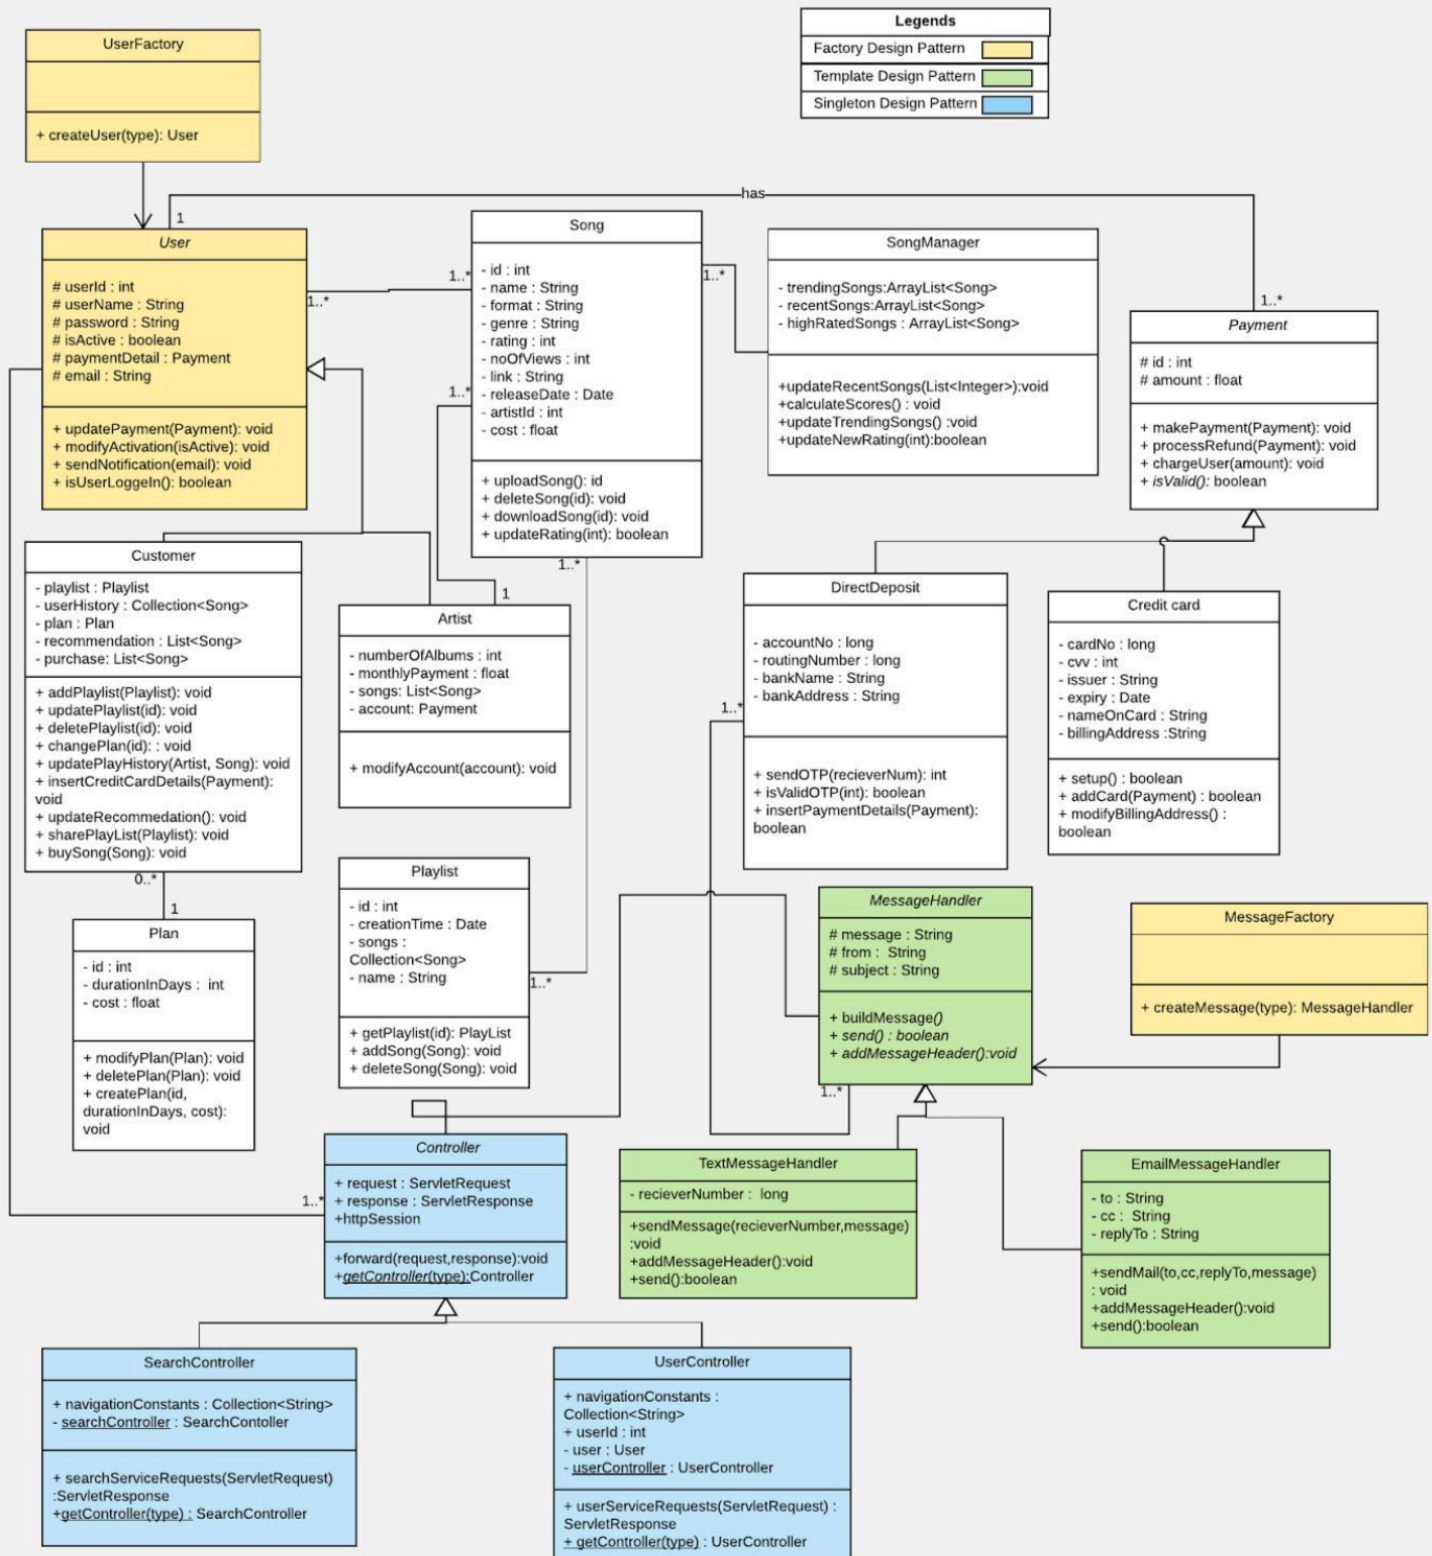 Legends
Factory Design Pattern
Template Design Pattern
Singleton Design Pattern
UserFactory
+ createUser(type): User
has
1
1..*
User
# userId : int
# userName : String
# password : String
# isActive : boolean
# paymentDetail : Payment
# email : String
+ updatePayment(Payment): void
+ modifyActivation(isActive): void
+ sendNotification(email): void
+ isUserLoggeIn(): boolean
1..*
1..*
Song
- id : int
- name : String
- format : String
- genre : String
- rating : int
- noOfViews : int
- link : String
- releaseDate : Date
- artistId : int
- cost : float
+ uploadSong(): id
+ deleteSong(id): void
+ downloadSong(id): void
+ updateRating(int): boolean
1..*
1..*
1..*
SongManager
- trendingSongs:ArrayList<Song>
- recentSongs:ArrayList<Song>
- highRatedSongs : ArrayList<Song>
+updateRecentSongs(List<Integer>):void
+calculateScores() : void
+updateTrendingSongs() :void
+updateNewRating(int):boolean
Payment
# id : int
# amount : float
+ makePayment(Payment): void
+ processRefund(Payment): void
+ chargeUser(amount): void
+ isValid(): boolean
Customer
- playlist : Playlist
- userHistory : Collection<Song>
- plan : Plan
- recommendation : List<Song>
- purchase: List<Song>
+ addPlaylist(Playlist): void
+ updatePlaylist(id): void
+ deletePlaylist(id): void
+ changePlan(id): : void
+ updatePlayHistory(Artist, Song): void
+ insertCreditCardDetails(Payment):
void
+ updateRecommedation(): void
+ sharePlayList(Playlist): void
+ buySong(Song): void
0..*
1
1
Artist
- numberOfAlbums : int
- monthlyPayment : float
- songs: List<Song>
- account: Payment
+ modifyAccount(account): void
DirectDeposit
- accountNo : long
- routingNumber : long
- bankName : String
- bankAddress : String
1..*
+ sendOTP(recieverNum): int
+ isValidOTP(int): boolean
+ insertPaymentDetails(Payment):
boolean
Credit card
- cardNo : long
- cvv : int
- issuer : String
- expiry : Date
- nameOnCard : String
- billingAddress :String
+ setup() : boolean
+ addCard(Payment) : boolean
+ modifyBillingAddress() :
boolean
Plan
- id : int
- durationInDays : int
- cost : float
+ modifyPlan(Plan): void
+ deletePlan(Plan): void
+ createPlan(id,
durationInDays, cost):
void
Playlist
- id : int
- creationTime : Date
- songs :
Collection<Song>
- name : String
1..*
+ getPlaylist(id): PlayList
+ addSong(Song): void
+ deleteSong(Song): void
MessageHandler
# message : String
# from : String
# subject : String
+ buildMessage()
+ send() : boolean
+ addMessageHeader():void
1..*
MessageFactory
+ createMessage(type): MessageHandler
Controller
+ request : ServletRequest
+ response : ServletResponse
+httpSession
1..*
+forward(request,response):void
+getController(type):Controller
TextMessageHandler
- recieverNumber : long
+sendMessage(recieverNumber,message)
:void
+addMessageHeader():void
+send():boolean
EmailMessageHandler
- to : String
- cc : String
- replyTo : String
+sendMail(to,cc,replyTo,message)
: void
+addMessageHeader():void
+send():boolean
SearchController
+ navigationConstants : Collection<String>
- searchController : SearchContoller
+ searchServiceRequests(ServletRequest)
:ServletResponse
+getController(type) : SearchController
UserController
+ navigationConstants :
Collection<String>
+ userId : int
- user : User
- userController : UserController
+ userServiceRequests(ServletRequest) :
ServletResponse
+ getController(type) : UserController